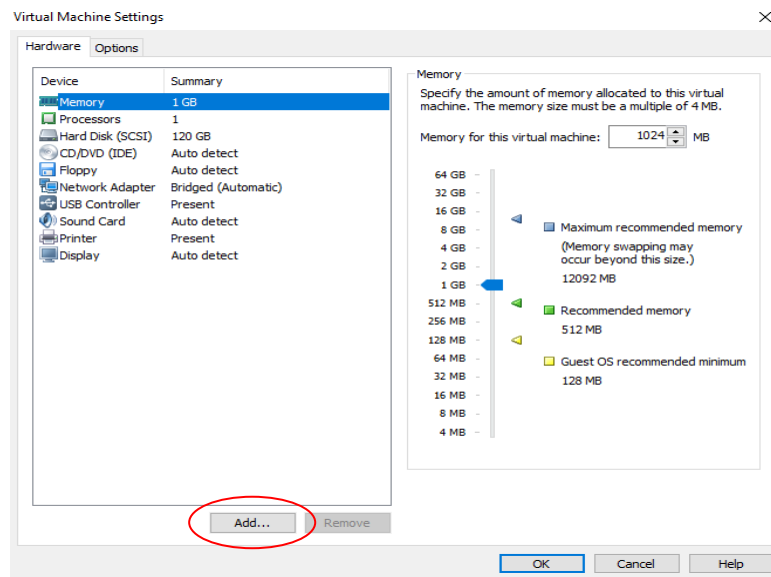 Virtual Machine Settings
Hardware Options
Device Summary
Memory 1 GB
Processors 1
Hard Disk (SCSI) 120 GB
CD/DVD (IDE) Auto detect
Floppy Auto detect
Network Adapter Bridged (Automatic)
USB Controller Present
Sound Card Auto detect
Printer Present
Display Auto detect
Add...
Remove
Memory
Specify the amount of memory allocated to this virtual
machine. The memory size must be a multiple of 4 MB.
Memory for this virtual machine: 1024 MB
64 GB
32 GB
16 GB
8 GB
4 GB
2 GB
1 GB
512 MB
256 MB
128 MB
64 MB
32 MB
16 MB
8 MB
4 MB
Maximum recommended memory
(Memory swapping may
occur beyond this size.)
12092 MB
Recommended memory
512 MB
Guest OS recommended minimum
128 MB
OK Cancel Help